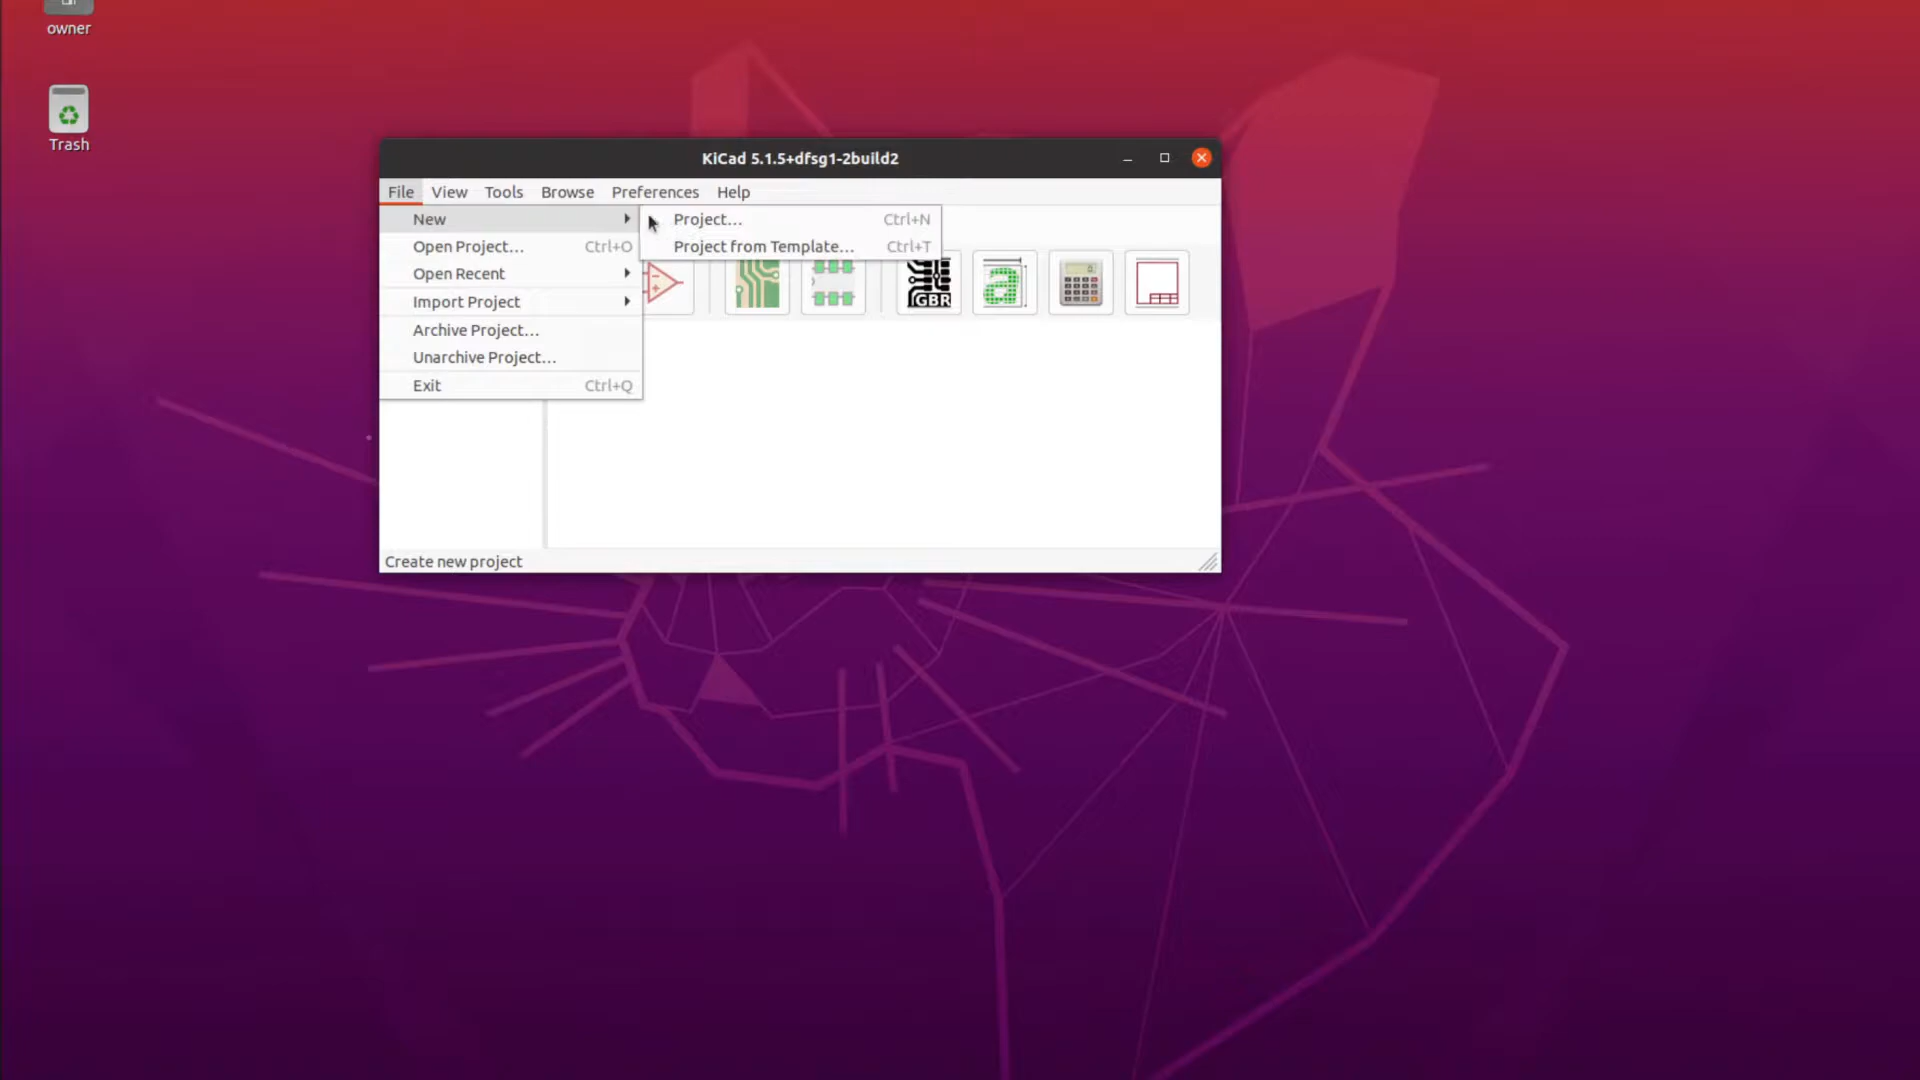 owner
Trash
KiCad 5.1.5+dfsg1-2build2
File View Tools Browse Preferences Help
New
Project... Ctrl+N
Open Project... Ctrl+O
Project from Template... Ctrl+T
Open Recent
Import Project
GBR
a
0
Archive Project...
Unarchive Project...
Exit Ctrl+Q
Create new project